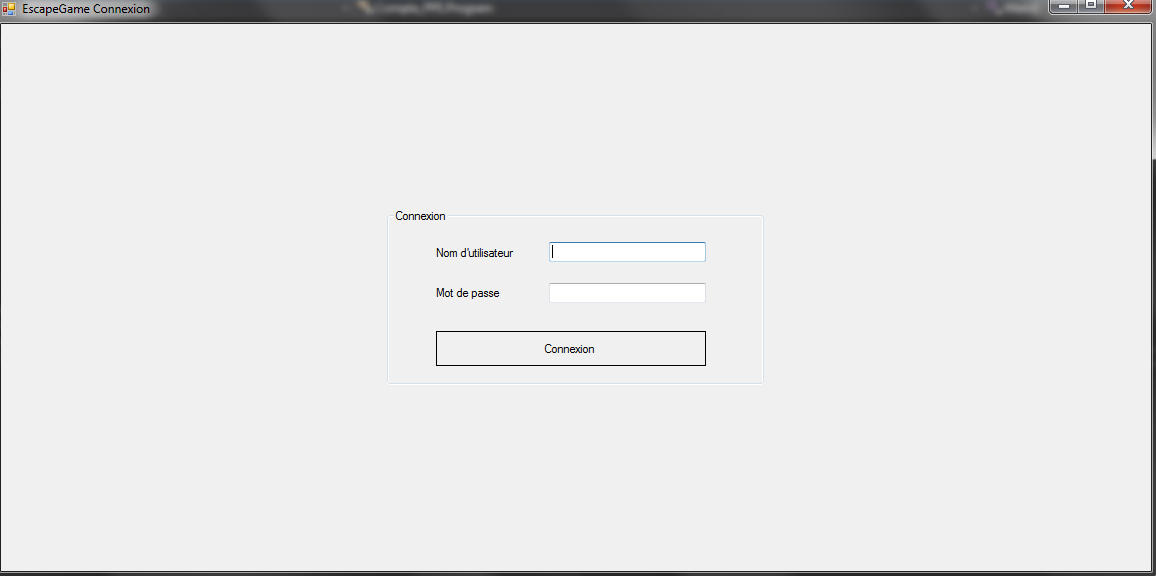 EscapeGame Connexion
Connexion
Nom d'utilisateur
Mot de passe
Connexion